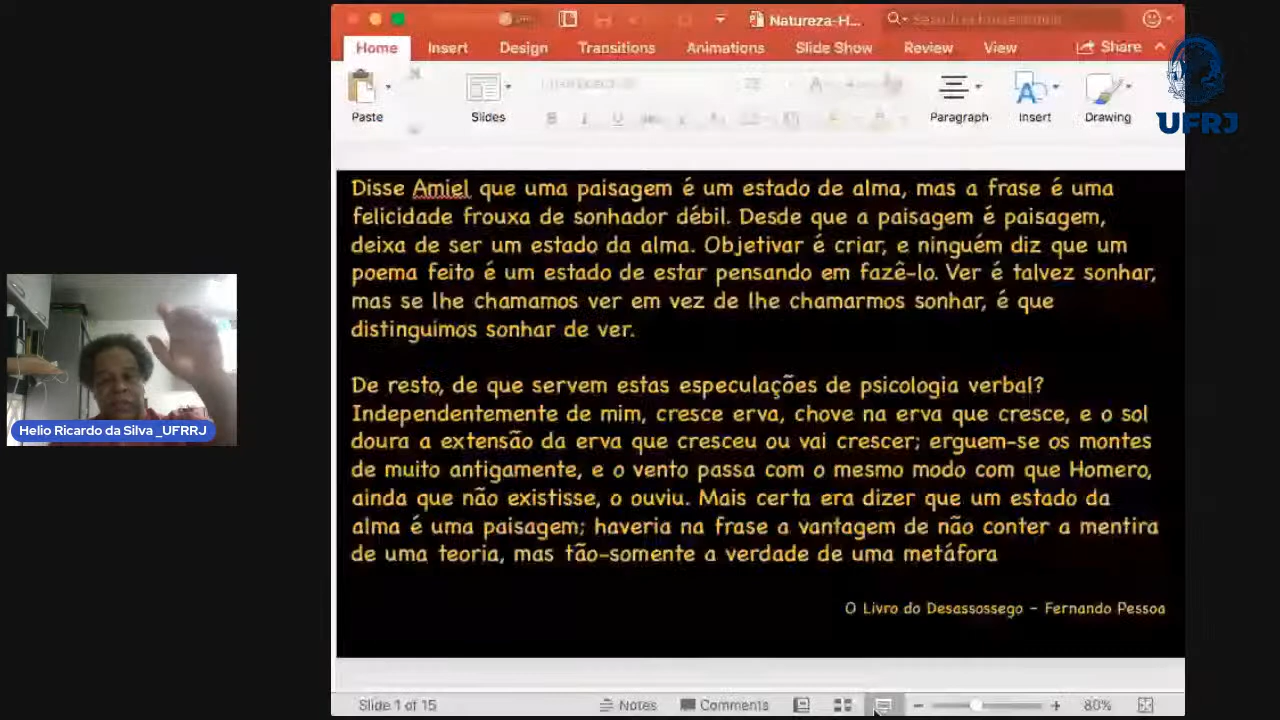 Natureza-H...
Home Insert Design Transitions Animations Slide Show Review View Share
Paste Slides Paragraph Insert Drawing
UFRJ
Disse Amiel que uma paisagem é um estado de alma, mas a frase é uma
felicidade frouxa de sonhador débil. Desde que a paisagem é paisagem,
deixa de ser um estado da alma. Objetivar é criar, e ninguém diz que um
poema feito é um estado de estar pensando em fazê-lo. Ver é talvez sonhar,
mas se lhe chamamos ver em vez de lhe chamarmos sonhar, é que
distinguimos sonhar de ver.
De resto, de que servem estas especulações de psicologia verbal?
Independentemente de mim, cresce erva, chove na erva que cresce, e o sol
doura a extensão da erva que cresceu ou vai crescer; erguem-se os montes
de muito antigamente, e o vento passa com o mesmo modo com que Homero,
ainda que não existisse, o ouviu. Mais certa era dizer que um estado da
alma é uma paisagem; haveria na frase a vantagem de não conter a mentira
de uma teoria, mas tão-somente a verdade de uma metáfora
O Livro do Desassossego - Fernando Pessoa
Helio Ricardo da Silva _UFRRJ
Slide 1 of 15 Notes Comments 80%